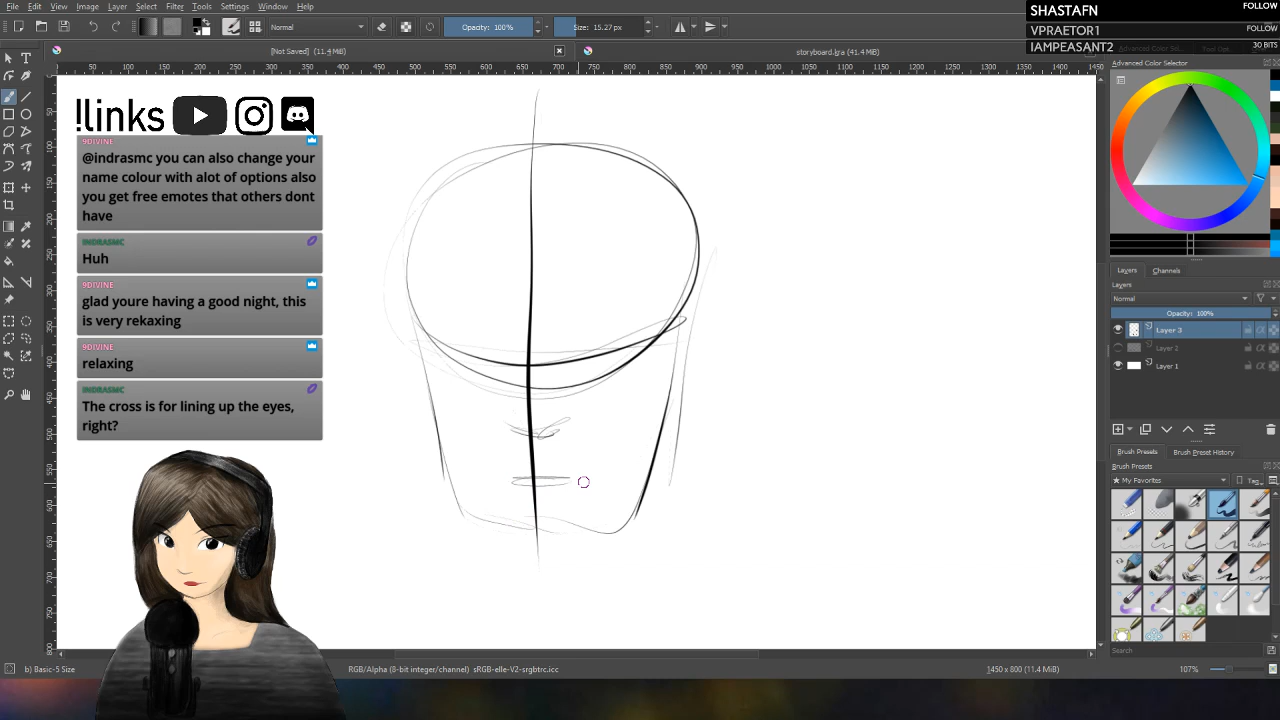 File Edit View Image Layer Select Filter Tools Settings Window Help
SHASTAFN FOLLOW
VPRAETOR1 FOLLOW
IAMPEASANT2 30 BITS
Normal
Opacity: 100%
Size: 15.27 px
[Not Saved] (11.4 MB)
storyboard.kra (41.4 MB)
Advanced Color Selector
!links
9DIVINE
@indrasmc you can also change your
name colour with alot of options also
you get free emotes that others dont
have
INDRASMC
Huh
9DIVINE
glad youre having a good night, this
is very rekaxing
9DIVINE
relaxing
INDRASMC
The cross is for lining up the eyes,
right?
Layers Channels
Layers
Normal
Opacity: 100%
Layer 3
Layer 2
Layer 1
Brush Presets Brush Preset History
Brush Presets
★ My Favorites
Tag
Search
b) Basic-5 Size
RGB/Alpha (8-bit integer/channel) sRGB-elle-V2-srgbtrc.icc
1450 x 800 (11.4 MB)
107%